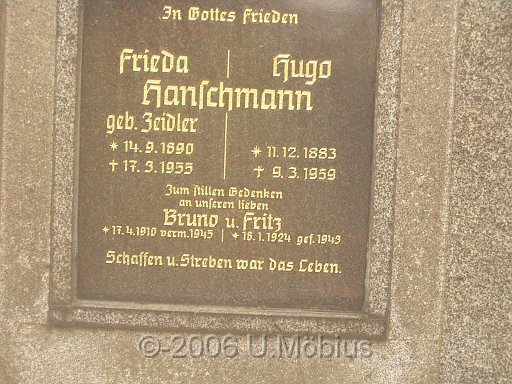 In Gottes Frieden
Frieda | Hugo
Hanſchmann
geb. Zeidler
* 14.9.1890 * 11.12.1883
† 17.3.1955 † 9.3.1959
Zum ſtillen Gedenken
an unſeren lieben
Bruno u. Fritz
* 17.4.1910 verm. 1945 | * 18.1.1924 gef. 1943
Schaffen u. Streben war das Leben.
©-2006 U.Möbius